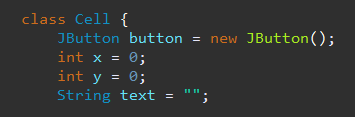 class Cell {
    JButton button = new JButton();
    int x = 0;
    int y = 0;
    String text = "";